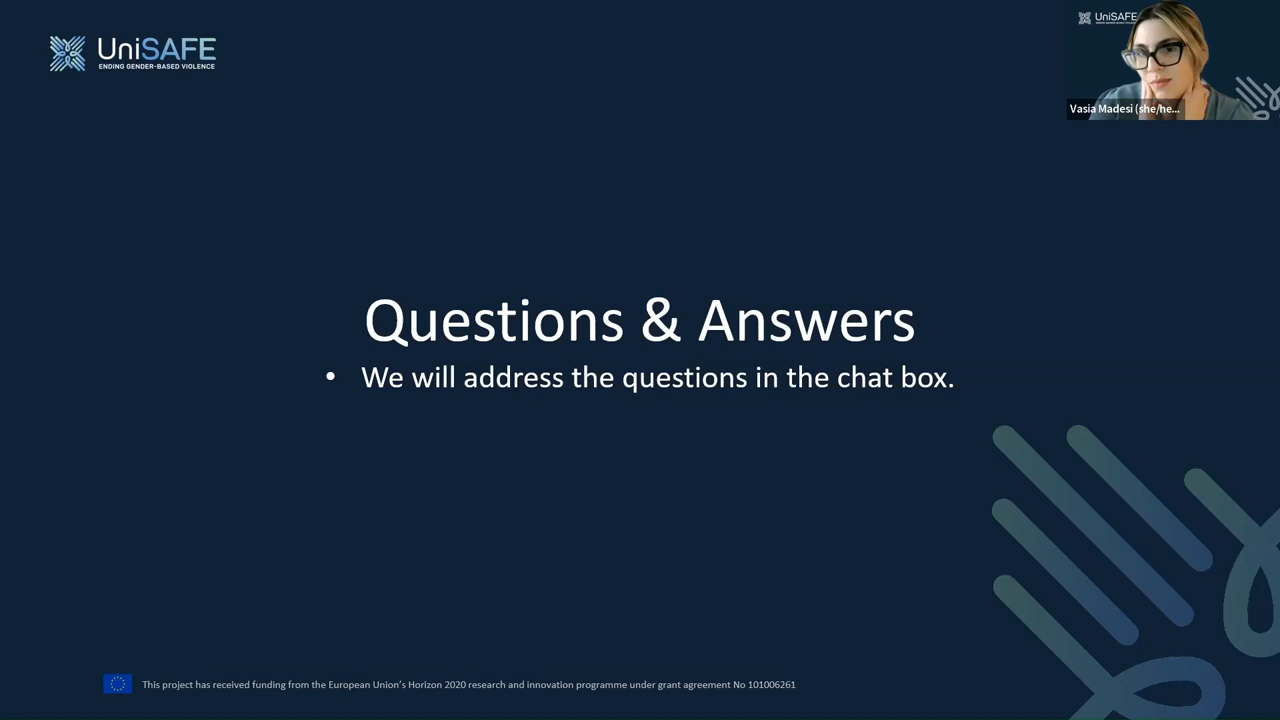 UniSAFE
ENDING GENDER-BASED VIOLENCE
UniSAFE
Vasia Madesi (she/he...
Questions & Answers
• We will address the questions in the chat box.
This project has received funding from the European Union's Horizon 2020 research and innovation programme under grant agreement No 101006261